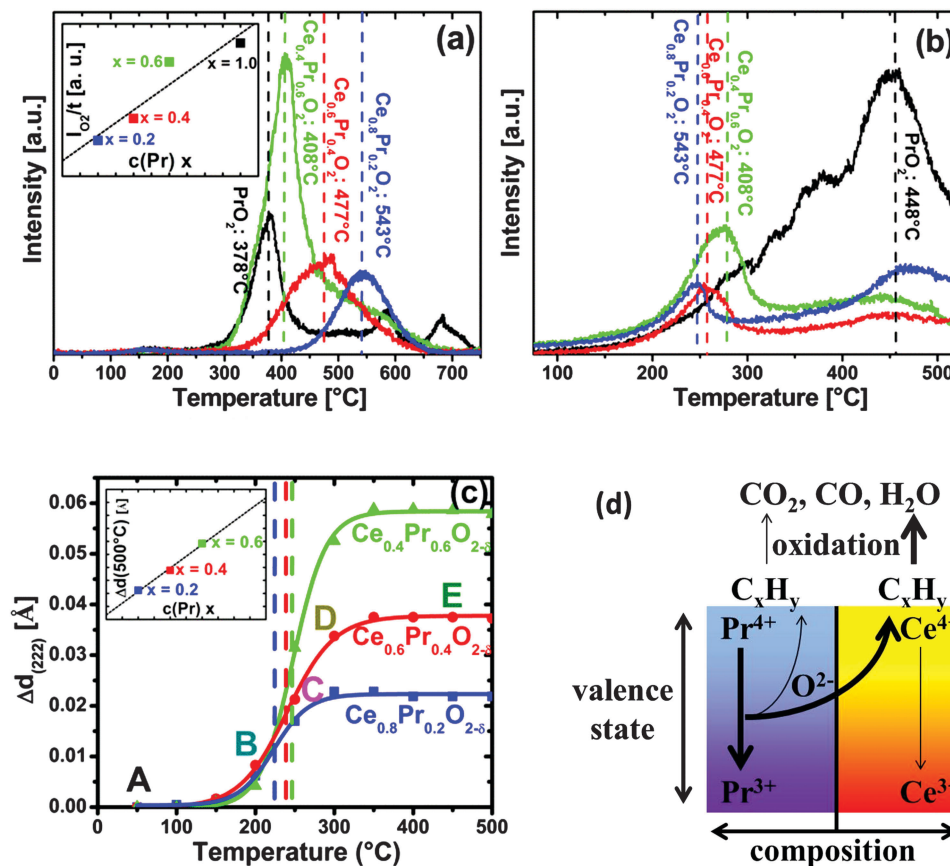 (a)
Intensity [a.u.]
I_O2/t [a. u.]
x = 0.6
x = 1.0
x = 0.4
x = 0.2
c(Pr) x
PrO₂: 378°C
Ce₀.₄Pr₀.₆O₂: 408°C
Ce₀.₆Pr₀.₄O₂: 477°C
Ce₀.₈Pr₀.₂O₂: 543°C
0 100 200 300 400 500 600 700
Temperature [°C]
(b)
Intensity [a.u.]
Ce₀.₈Pr₀.₂O₂: 543°C
Ce₀.₆Pr₀.₄O₂: 477°C
Ce₀.₄Pr₀.₆O₂: 408°C
PrO₂: 448°C
100 200 300 400 500
Temperature [°C]
(c)
Δd₍₂₂₂₎ [Å]
0.06
0.05
0.04
0.03
0.02
0.01
0.00
Δd(500°C) [Å]
x = 0.6
x = 0.4
x = 0.2
c(Pr) x
Ce₀.₄Pr₀.₆O₂₋δ
D
E
Ce₀.₆Pr₀.₄O₂₋δ
C
Ce₀.₈Pr₀.₂O₂₋δ
B
A
0 100 200 300 400 500
Temperature (°C)
(d)
CO₂, CO, H₂O
oxidation
CₓHᵧ CₓHᵧ
Pr⁴⁺ Ce⁴⁺
O²⁻
valence
state
Pr³⁺ Ce³⁺
composition